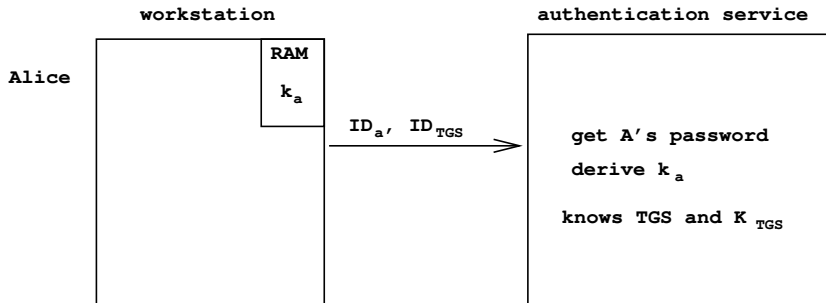 workstation
authentication service
Alice
RAM
k_a
ID_a, ID_TGS
get A's password
derive k_a
knows TGS and K_TGS